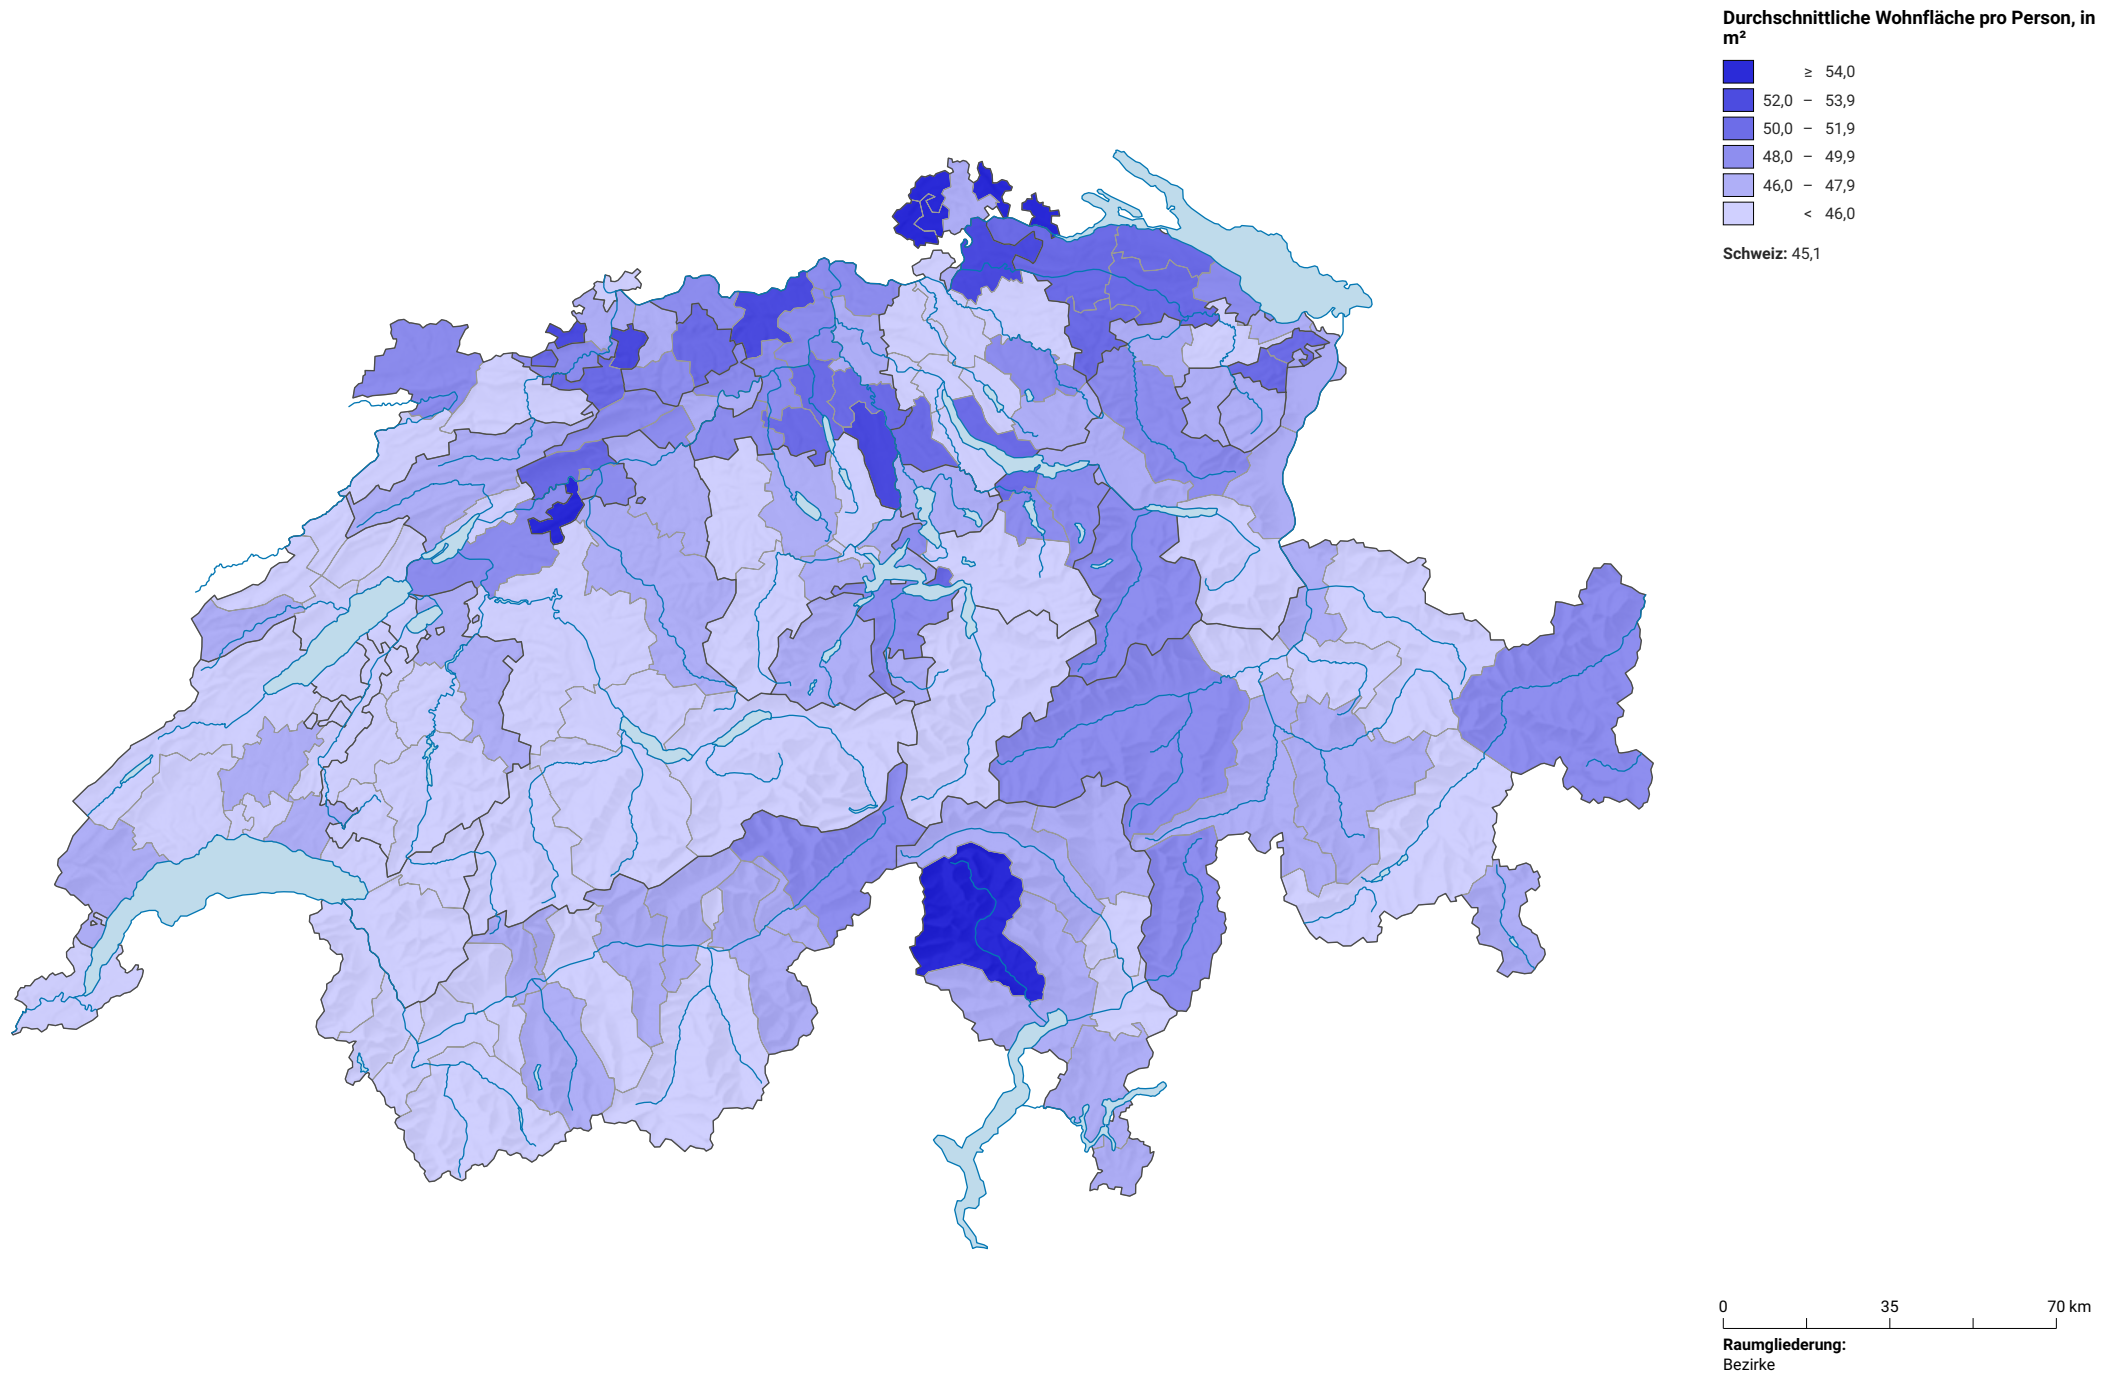 Durchschnittliche Wohnfläche pro Person, in
m²
≥ 54,0
52,0 – 53,9
50,0 – 51,9
48,0 – 49,9
46,0 – 47,9
< 46,0
Schweiz: 45,1
0 35 70 km
Raumgliederung:
Bezirke